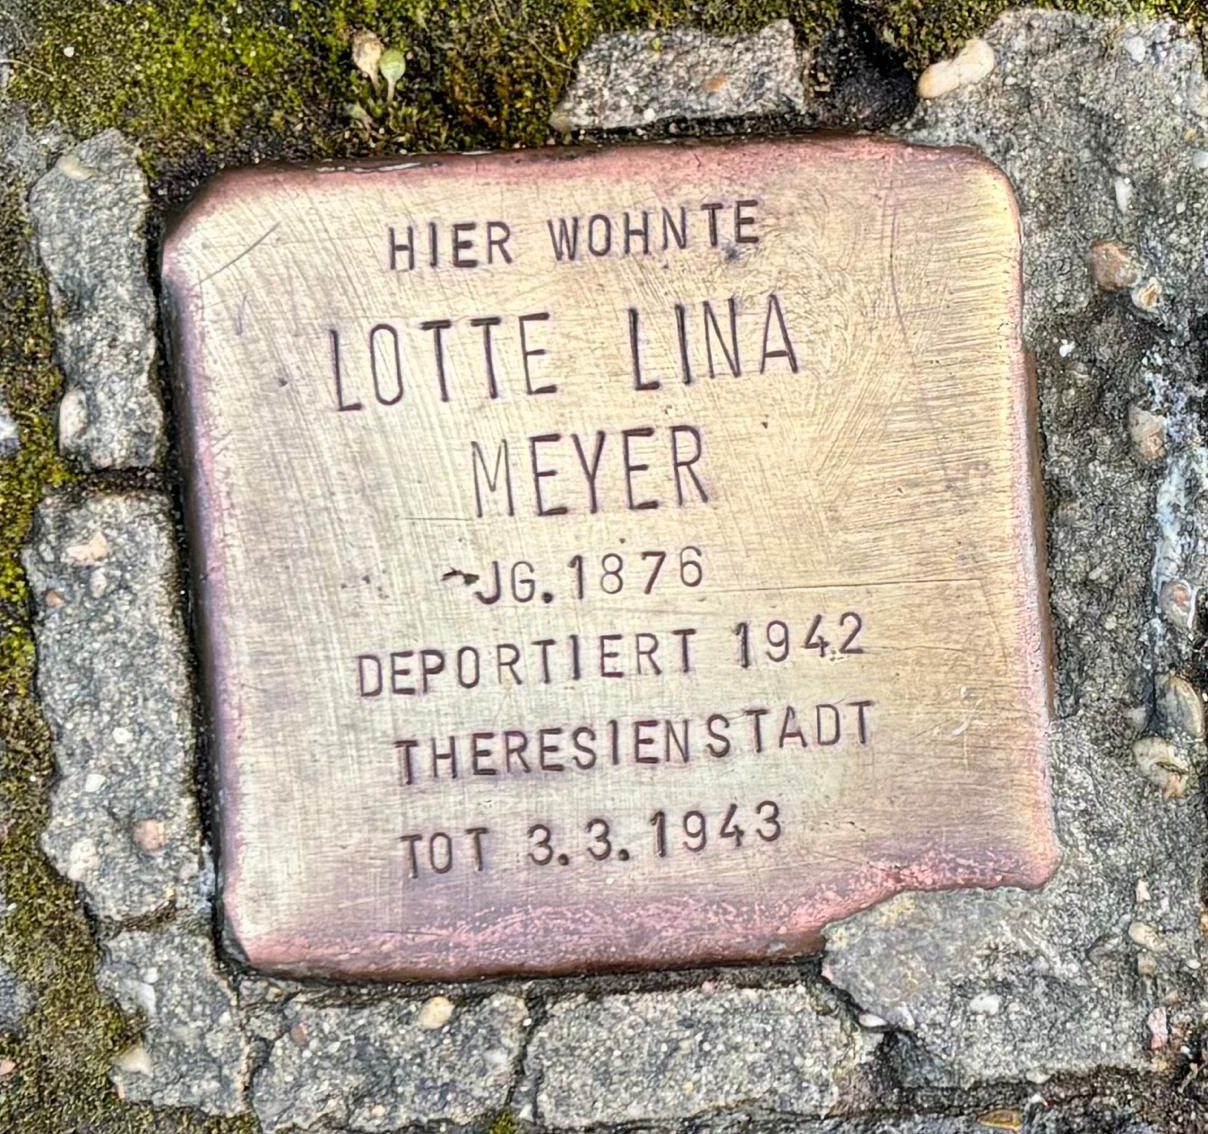 HIER WOHNTE
LOTTE LINA
MEYER
JG. 1876
DEPORTIERT 1942
THERESIENSTADT
TOT 3.3.1943